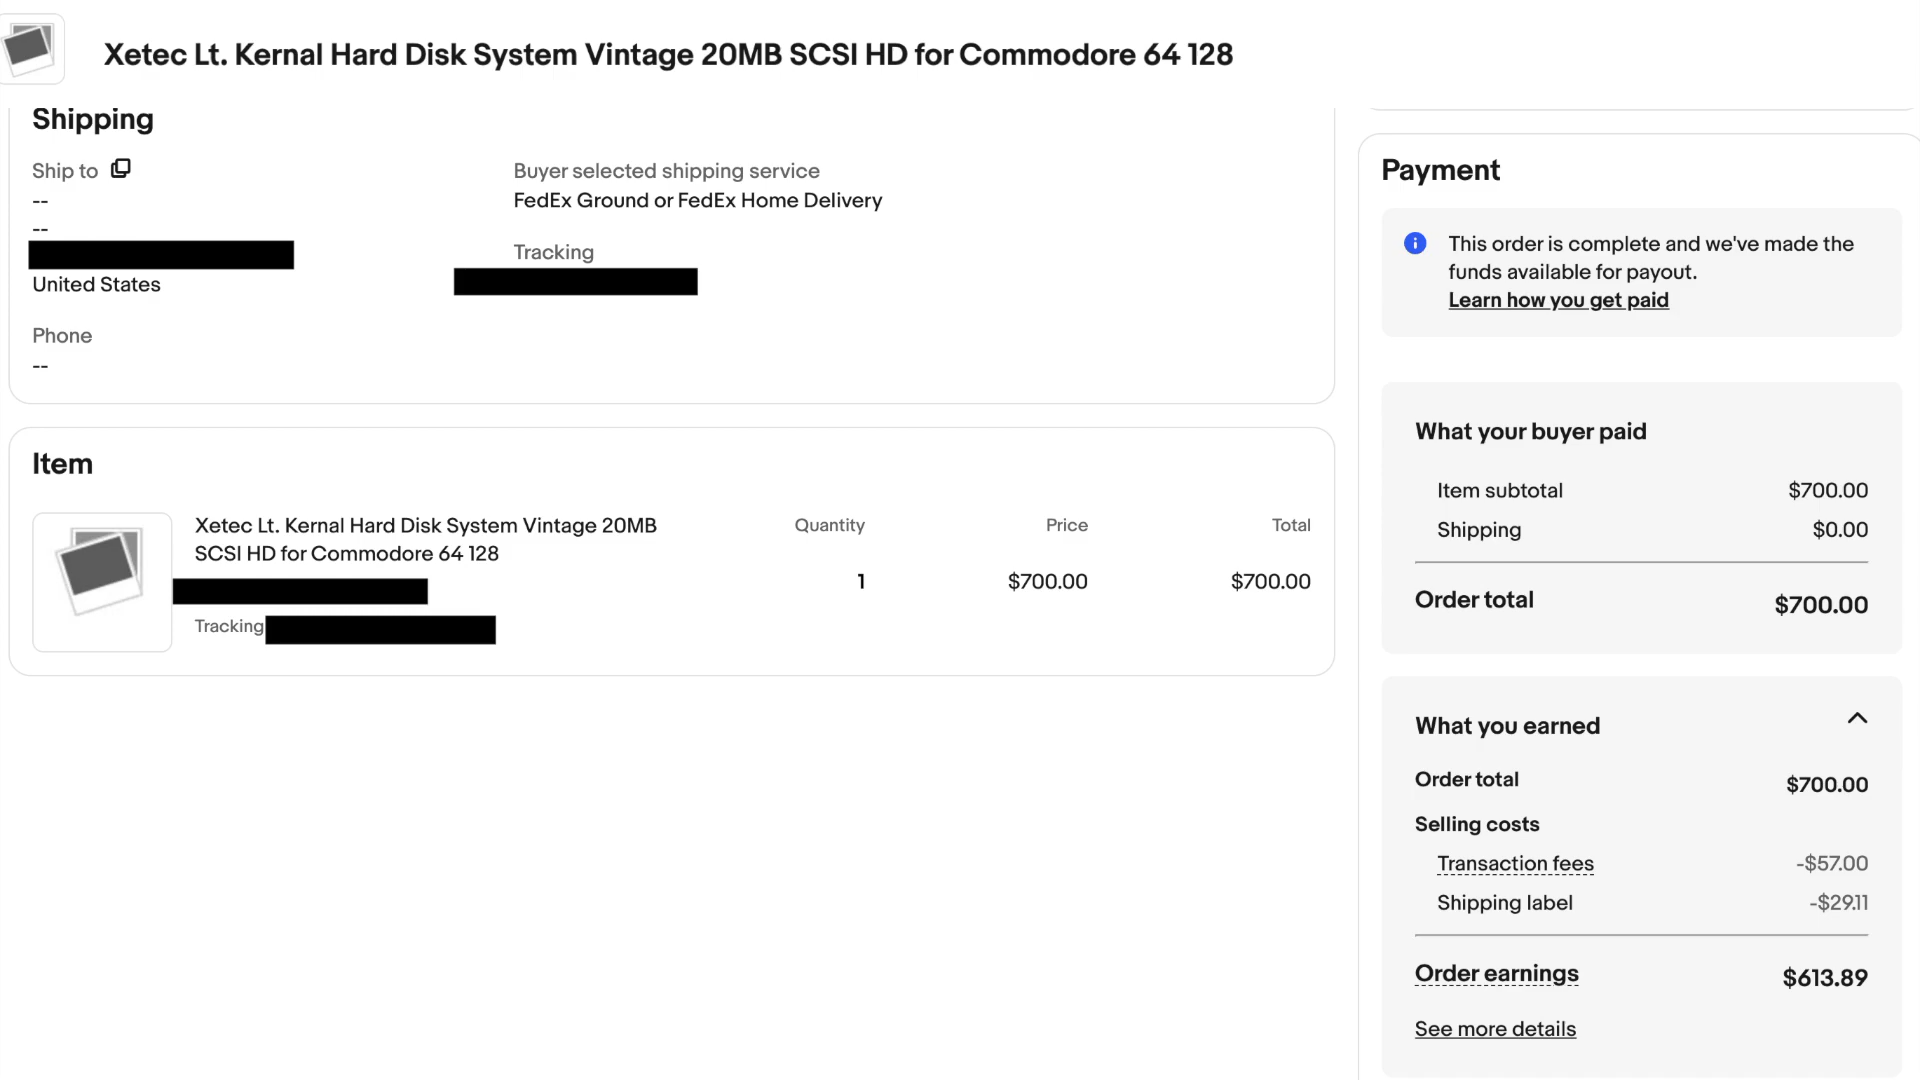 Xetec Lt. Kernal Hard Disk System Vintage 20MB SCSI HD for Commodore 64 128
Shipping
Ship to
--
--
United States
Phone
--
Buyer selected shipping service
FedEx Ground or FedEx Home Delivery
Tracking
Item
Xetec Lt. Kernal Hard Disk System Vintage 20MB
SCSI HD for Commodore 64 128
Tracking
Quantity Price Total
1 $700.00 $700.00
Payment
This order is complete and we've made the
funds available for payout.
Learn how you get paid
What your buyer paid
Item subtotal $700.00
Shipping $0.00
Order total $700.00
What you earned
Order total $700.00
Selling costs
Transaction fees -$57.00
Shipping label -$29.11
Order earnings $613.89
See more details